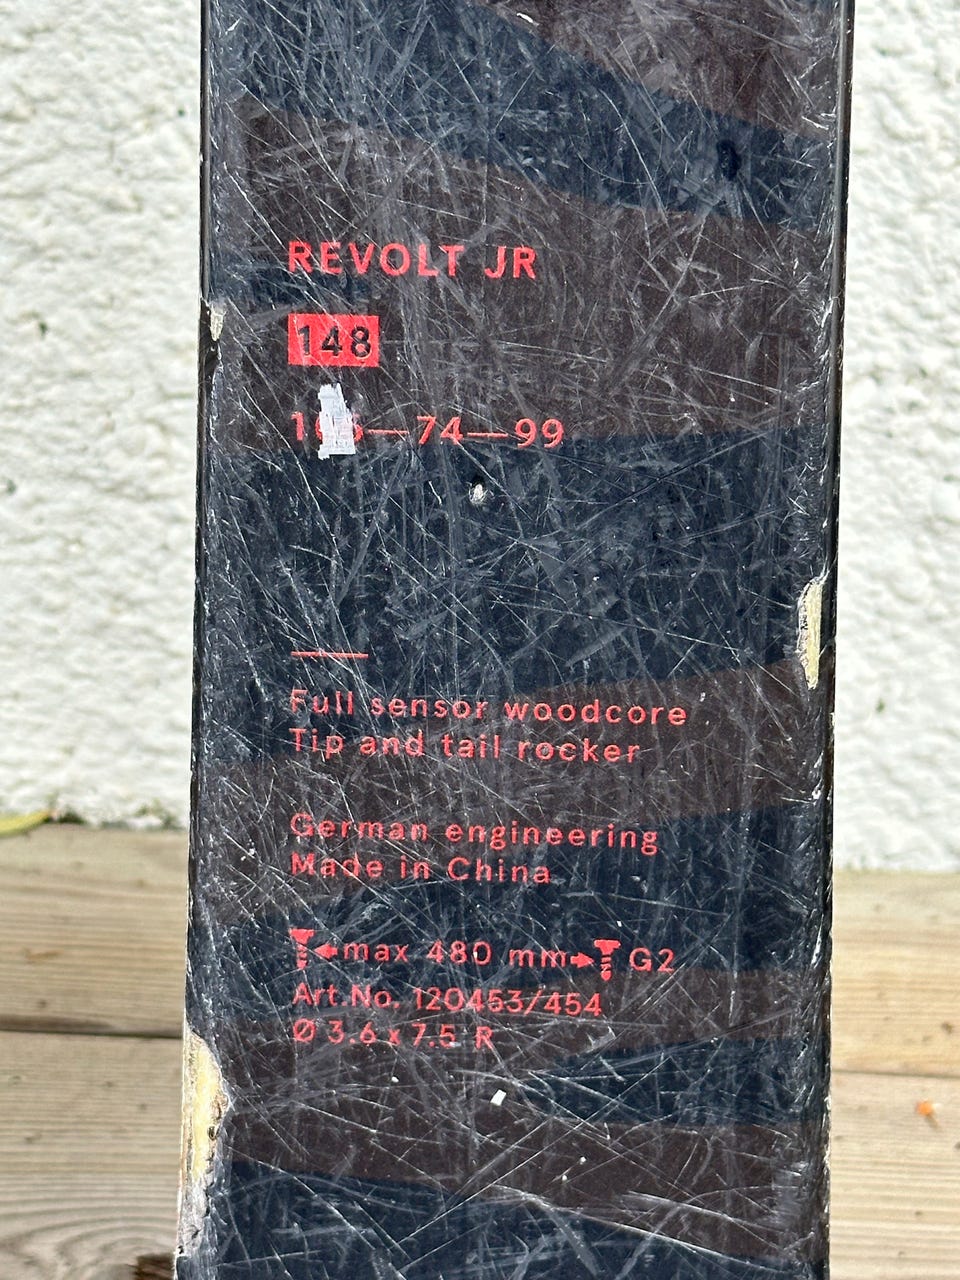 REVOLT JR
148
—74—99
Full sensor woodcore
Tip and tail rocker
German engineering
Made in China
max 480 mm G2
Art.No. 120453/454
Ø 3.6 x 7.5 R